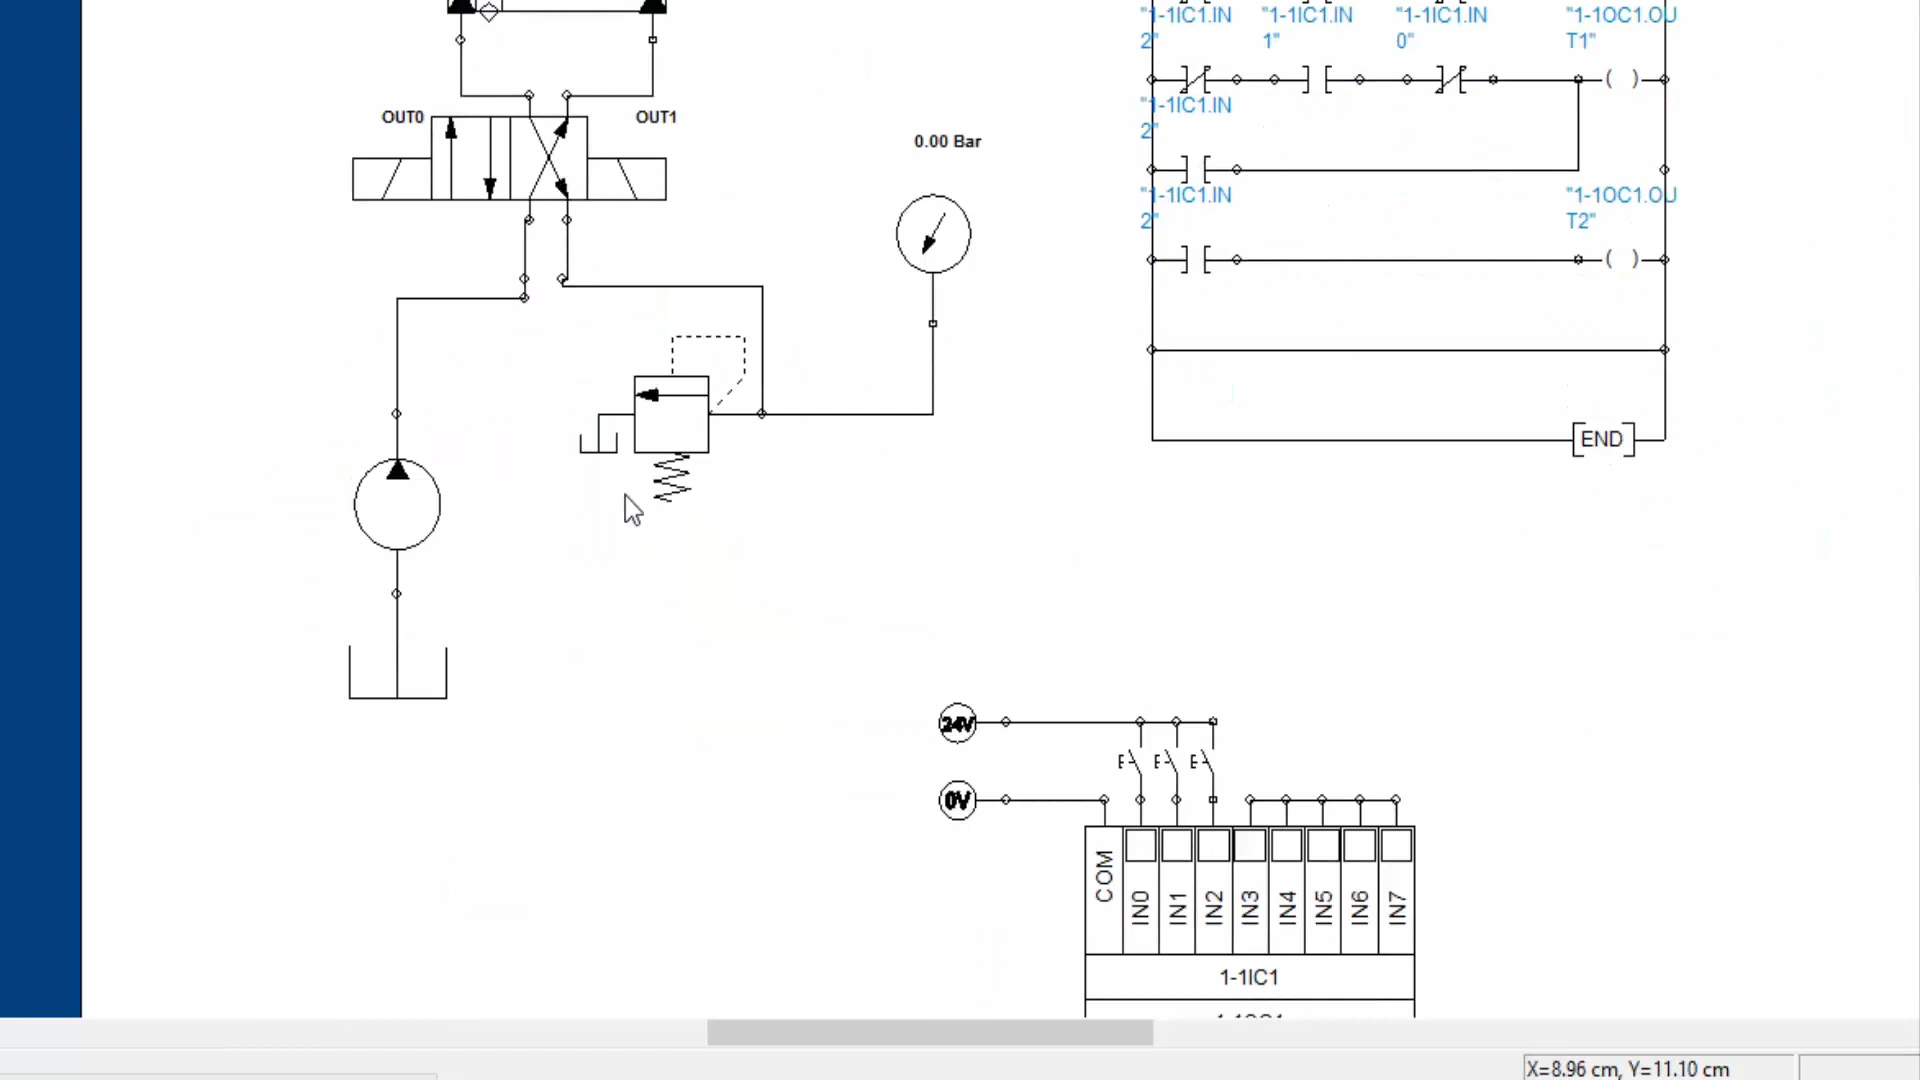 "1-1IC1.IN "1-1IC1.IN "1-1IC1.IN "1-1OC1.OU
2" 1" 0" T1"
( )
"1-1IC1.IN
2"
OUT0 OUT1
0.00 Bar
"1-1IC1.IN "1-1OC1.OU
2" T2"
( )
END
24V
0V
COM IN0 IN1 IN2 IN3 IN4 IN5 IN6 IN7
1-1IC1
X=8.96 cm, Y=11.10 cm